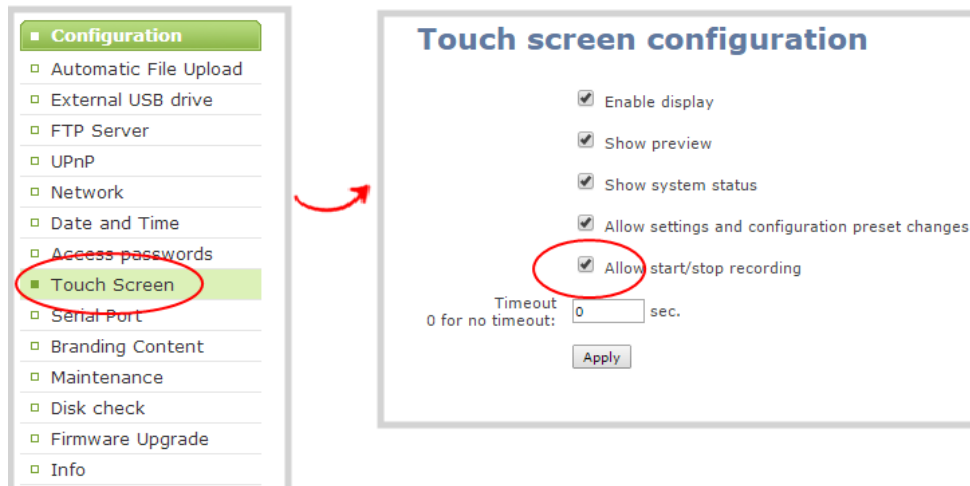 Configuration
Automatic File Upload
External USB drive
FTP Server
UPnP
Network
Date and Time
Access passwords
Touch Screen
Serial Port
Branding Content
Maintenance
Disk check
Firmware Upgrade
Info
Touch screen configuration
Enable display
Show preview
Show system status
Allow settings and configuration preset changes
Allow start/stop recording
Timeout
0 for no timeout: 0 sec.
Apply